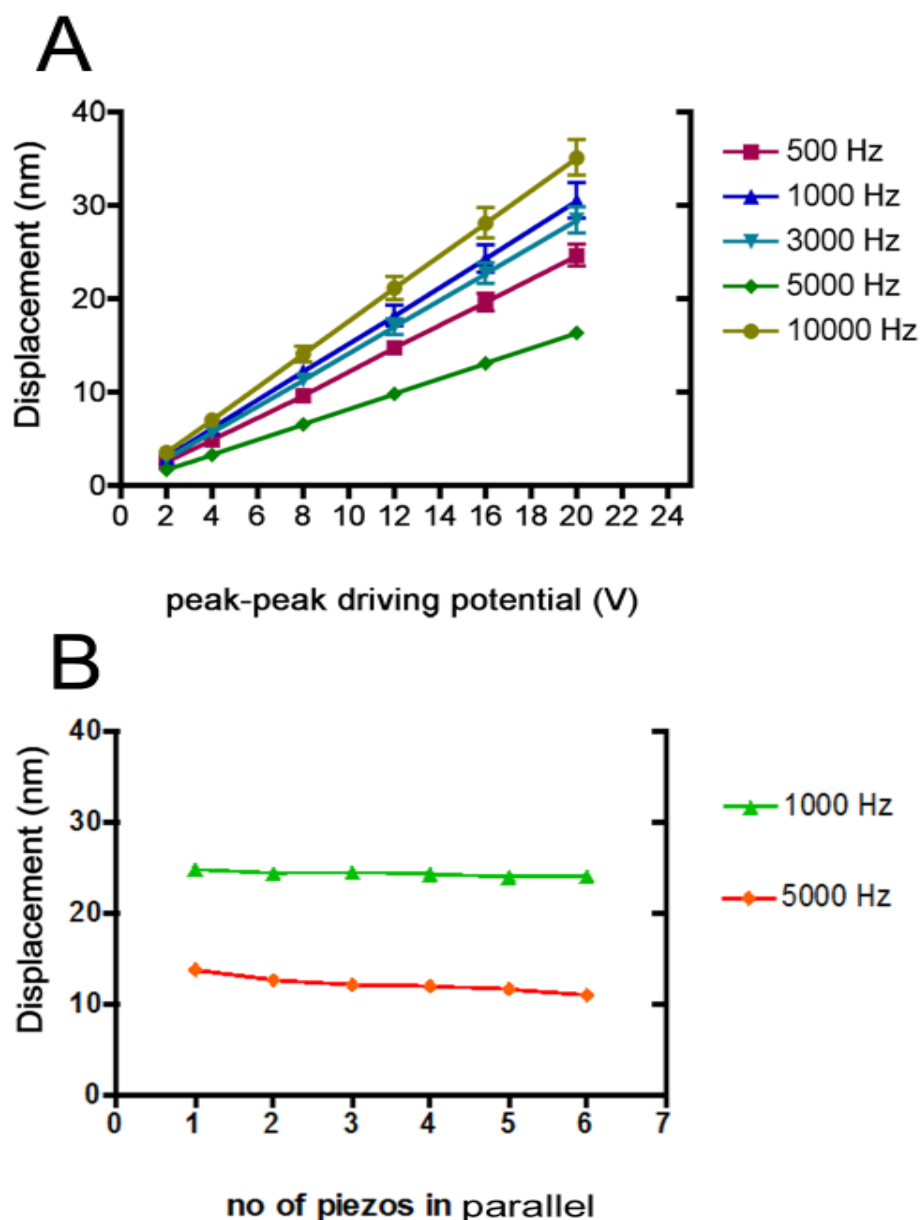 A
Displacement (nm)
40
30
20
10
0
0 2 4 6 8 10 12 14 16 18 20 22 24
peak-peak driving potential (V)
500 Hz
1000 Hz
3000 Hz
5000 Hz
10000 Hz
B
Displacement (nm)
40
30
20
10
0
0 1 2 3 4 5 6 7
no of piezos in parallel
1000 Hz
5000 Hz